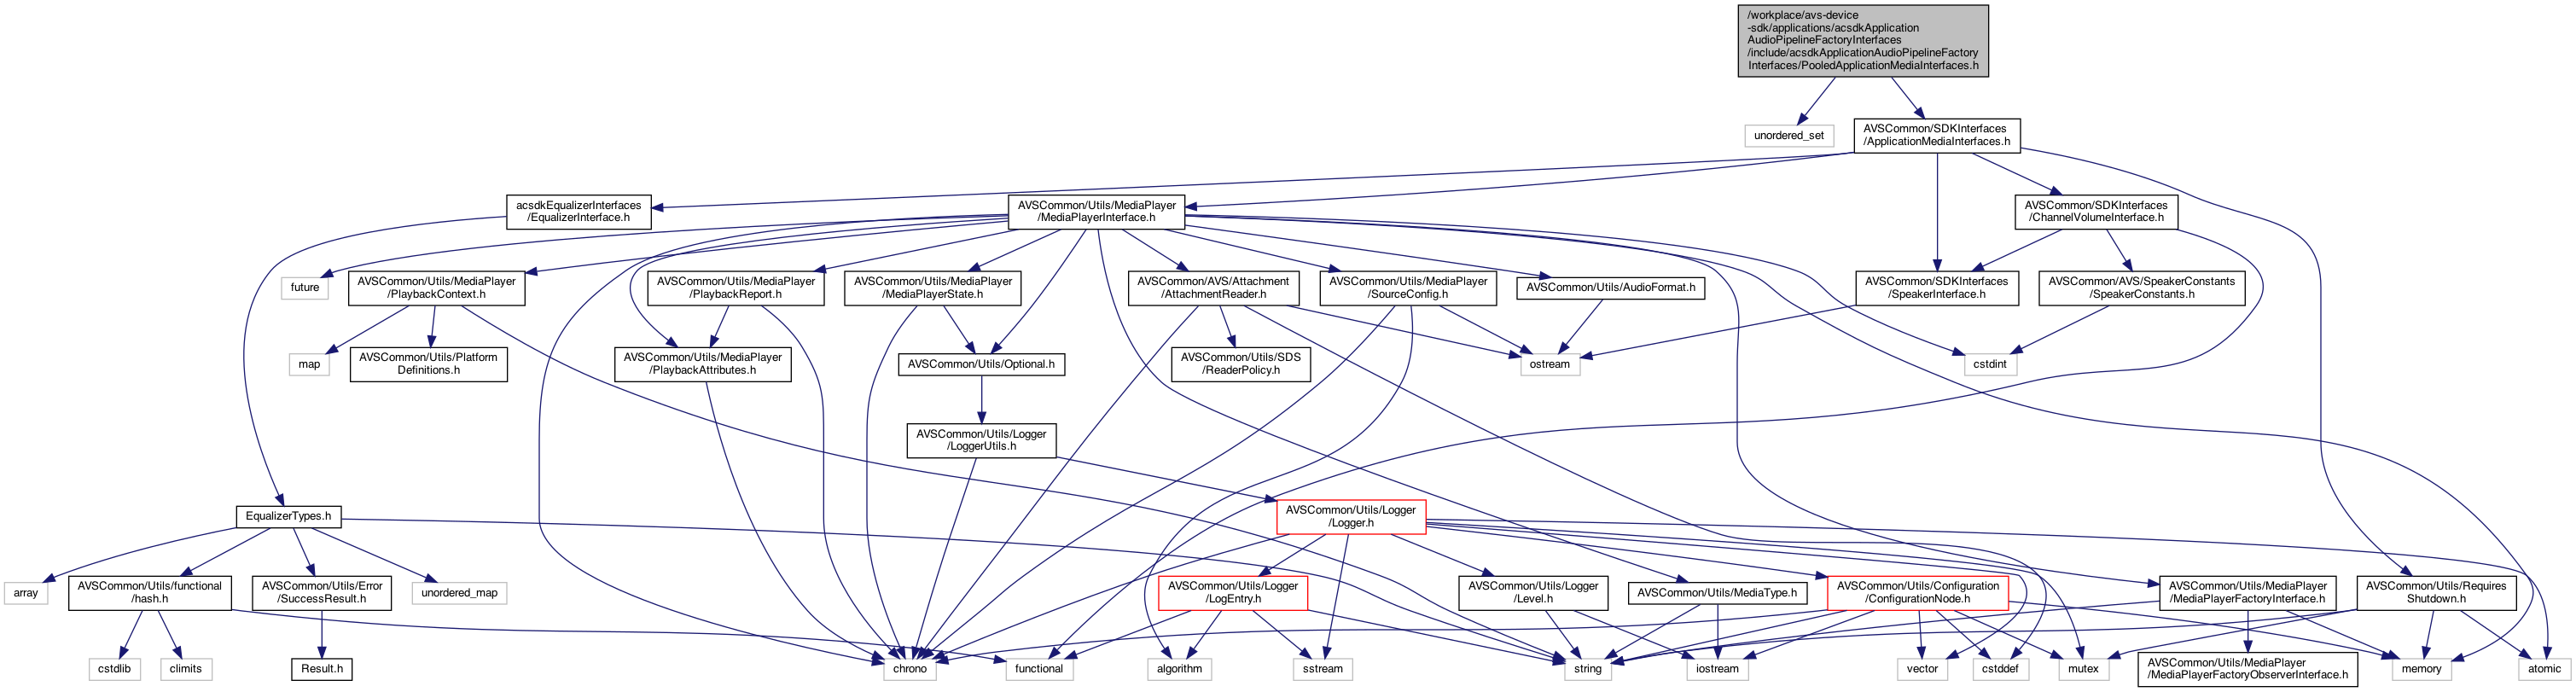 /workplace/avs-device
-sdk/applications/acsdkApplication
AudioPipelineFactoryInterfaces
/include/acsdkApplicationAudioPipelineFactory
Interfaces/PooledApplicationMediaInterfaces.h
unordered_set
AVSCommon/SDKInterfaces
/ApplicationMediaInterfaces.h
acsdkEqualizerInterfaces
/EqualizerInterface.h
AVSCommon/Utils/MediaPlayer
/MediaPlayerInterface.h
AVSCommon/SDKInterfaces
/ChannelVolumeInterface.h
future
AVSCommon/Utils/MediaPlayer
/PlaybackContext.h
AVSCommon/Utils/MediaPlayer
/PlaybackReport.h
AVSCommon/Utils/MediaPlayer
/MediaPlayerState.h
AVSCommon/AVS/Attachment
/AttachmentReader.h
AVSCommon/Utils/MediaPlayer
/SourceConfig.h
AVSCommon/Utils/AudioFormat.h
AVSCommon/SDKInterfaces
/SpeakerInterface.h
AVSCommon/AVS/SpeakerConstants
/SpeakerConstants.h
map
AVSCommon/Utils/Platform
Definitions.h
AVSCommon/Utils/MediaPlayer
/PlaybackAttributes.h
AVSCommon/Utils/Optional.h
AVSCommon/Utils/SDS
/ReaderPolicy.h
ostream
cstdint
AVSCommon/Utils/Logger
/LoggerUtils.h
EqualizerTypes.h
AVSCommon/Utils/Logger
/Logger.h
array
AVSCommon/Utils/functional
/hash.h
AVSCommon/Utils/Error
/SuccessResult.h
unordered_map
AVSCommon/Utils/Logger
/LogEntry.h
AVSCommon/Utils/Logger
/Level.h
AVSCommon/Utils/MediaType.h
AVSCommon/Utils/Configuration
/ConfigurationNode.h
AVSCommon/Utils/MediaPlayer
/MediaPlayerFactoryInterface.h
AVSCommon/Utils/Requires
Shutdown.h
cstdlib
climits
Result.h
chrono
functional
algorithm
sstream
string
iostream
vector
cstddef
mutex
AVSCommon/Utils/MediaPlayer
/MediaPlayerFactoryObserverInterface.h
memory
atomic